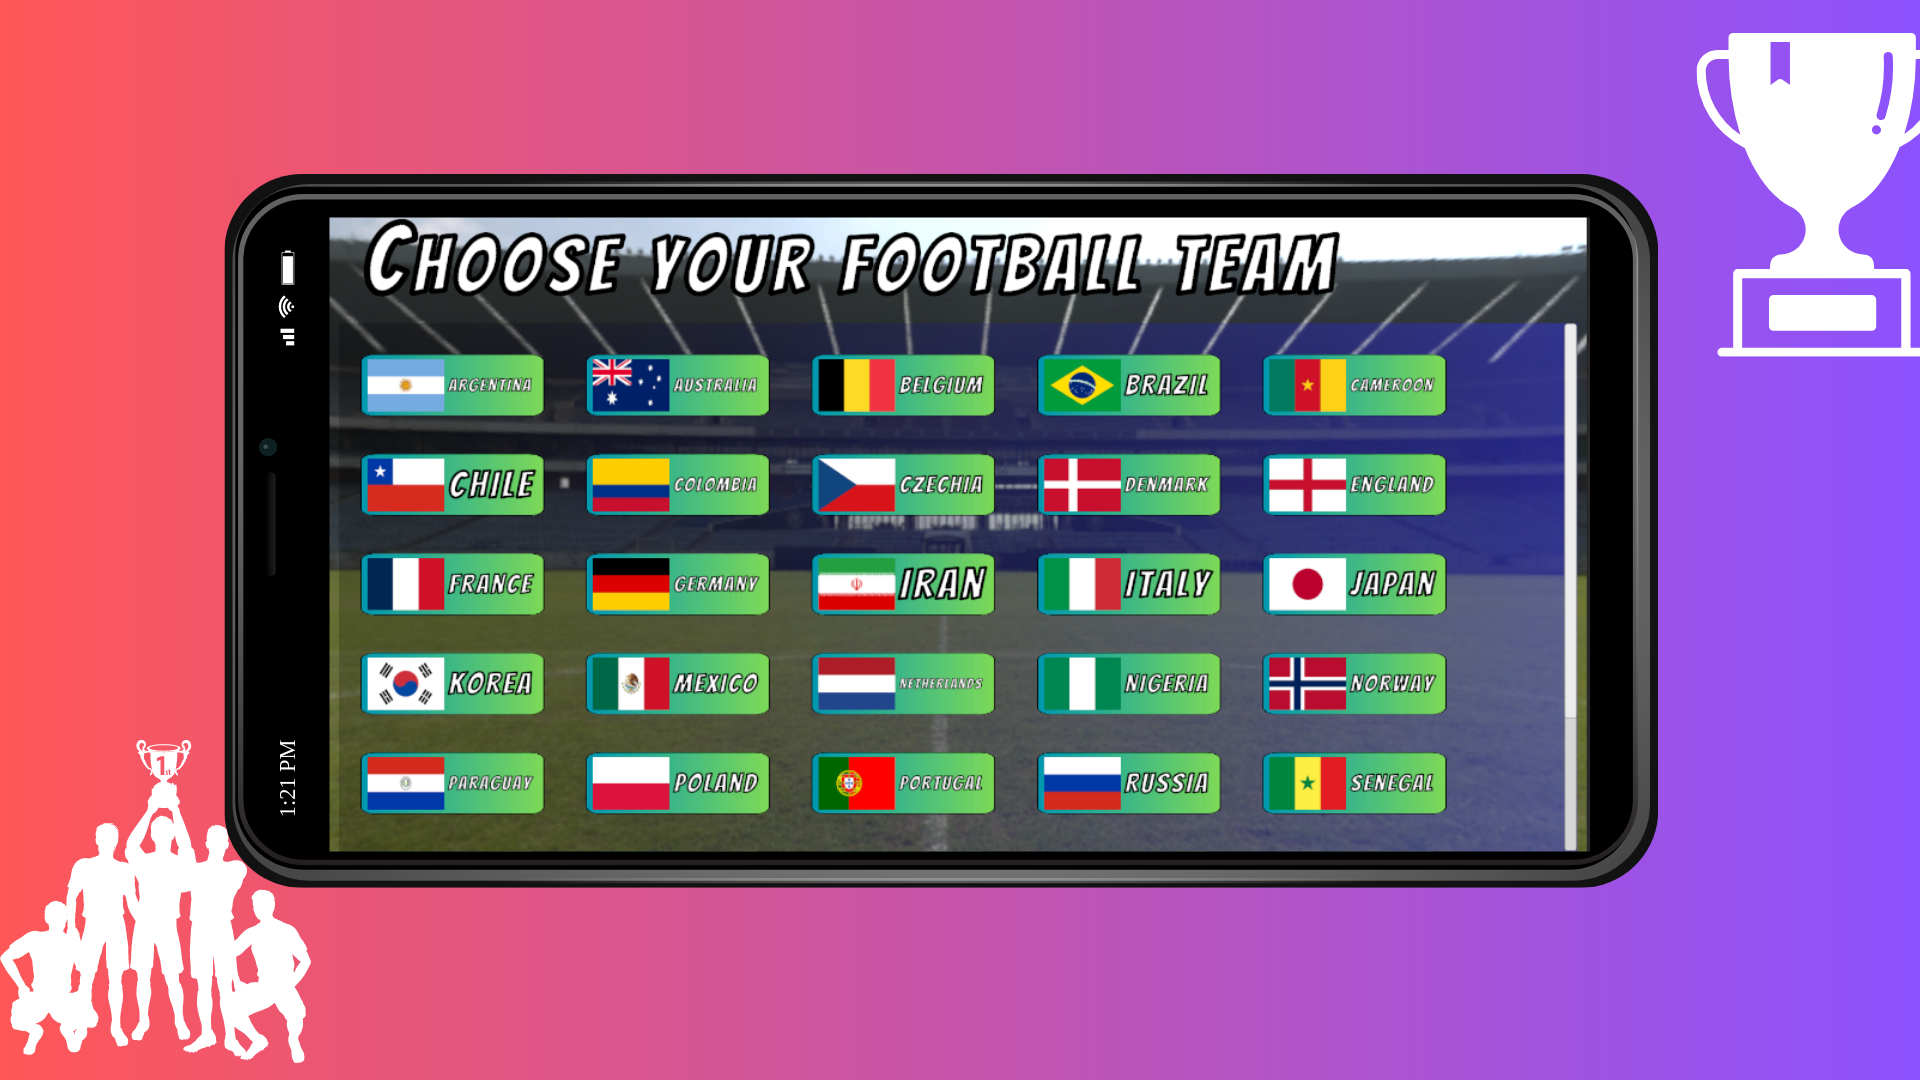 CHOOSE YOUR FOOTBALL TEAM
ARGENTINA
AUSTRALIA
BELGIUM
BRAZIL
CAMEROON
CHILE
COLOMBIA
CZECHIA
DENMARK
ENGLAND
FRANCE
GERMANY
IRAN
ITALY
JAPAN
KOREA
MEXICO
NETHERLANDS
NIGERIA
NORWAY
PARAGUAY
POLAND
PORTUGAL
RUSSIA
SENEGAL
1:21 PM
1st